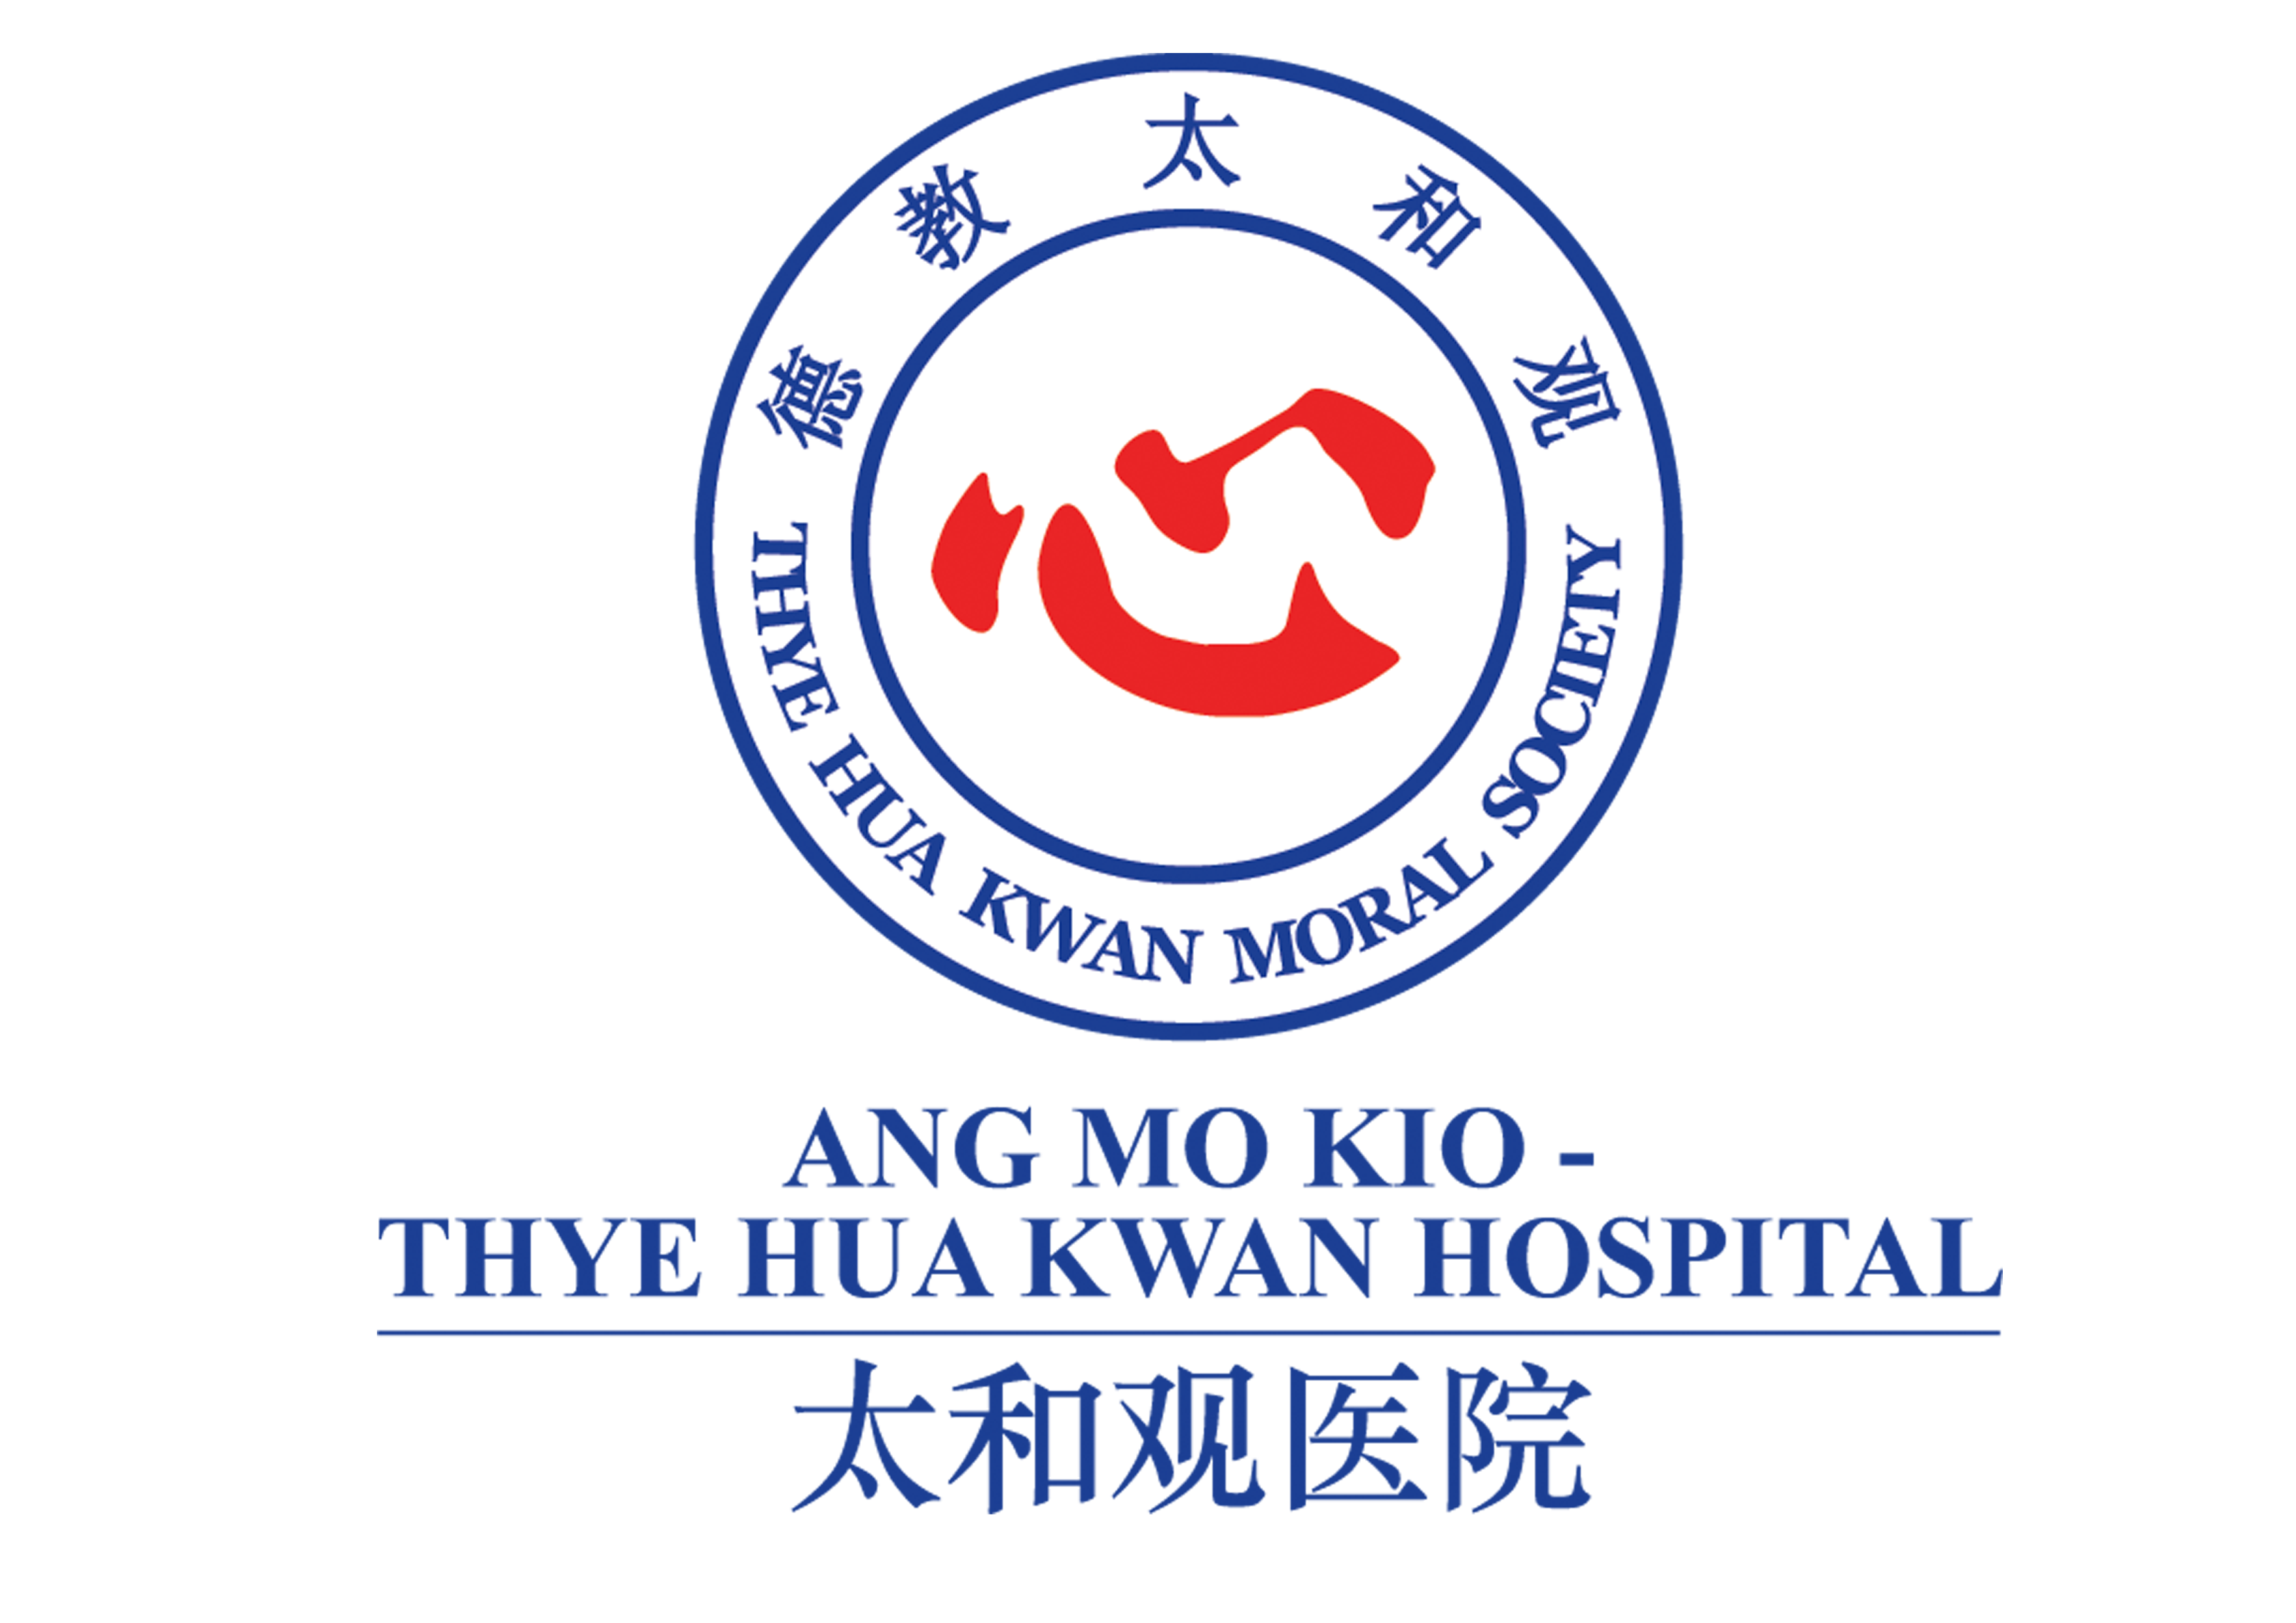 德教太和观
心
THYE HUA KWAN MORAL SOCIETY
ANG MO KIO -
THYE HUA KWAN HOSPITAL
太和观医院